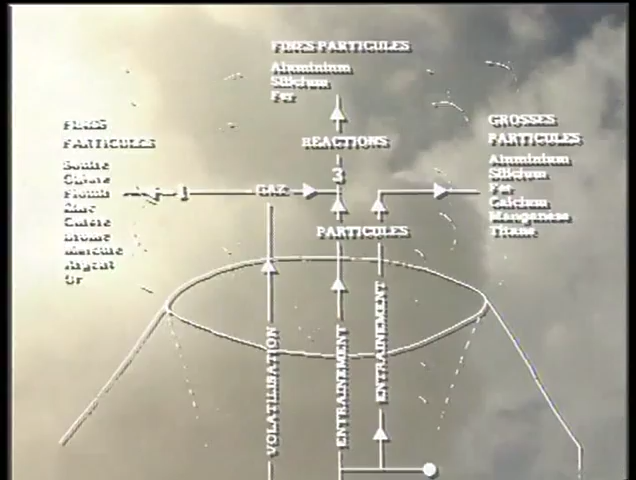 FINES PARTICULES
Aluminium
Silicium
Fer
FINES
PARTICULES
Soufre
Plomb
Zinc
Cuivre
Brome
Mercure
Argent
Or
GROSSES
PARTICULES
Aluminium
Silicium
Fer
Calcium
Manganese
Titane
REACTIONS
3
1
GAZ
PARTICULES
VOLATILISATION
ENTRAINEMENT
ENTRAINEMENT